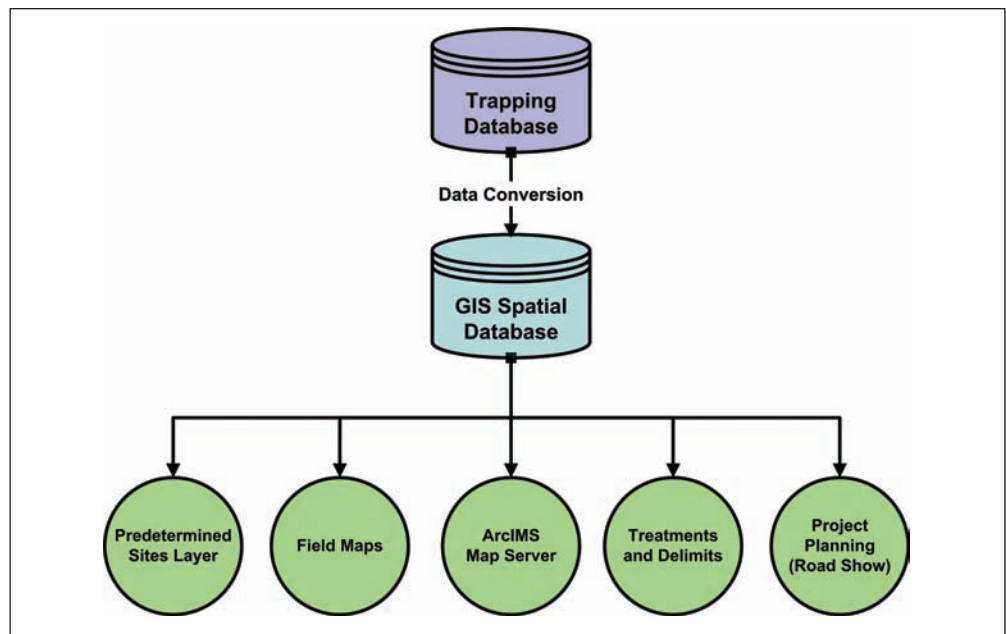 Trapping
Database
Data Conversion
GIS Spatial
Database
Predetermined
Sites Layer
Field Maps
ArcIMS
Map Server
Treatments
and Delimits
Project
Planning
(Road Show)